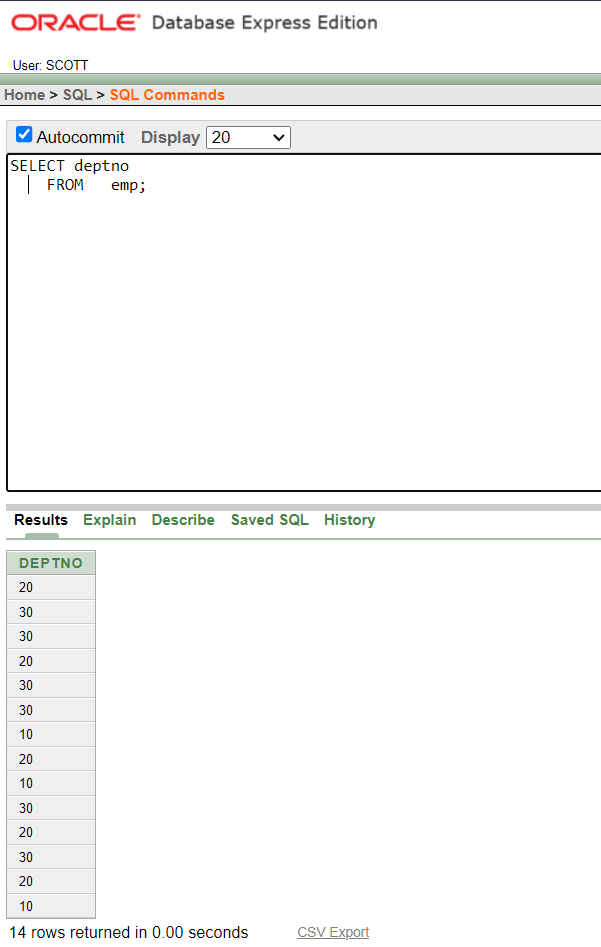 ORACLE® Database Express Edition
User: SCOTT
Home > SQL > SQL Commands
Autocommit Display 20
SELECT deptno
FROM emp;
Results Explain Describe Saved SQL History
DEPTNO
20
30
30
20
30
30
10
20
10
30
20
30
20
10
14 rows returned in 0.00 seconds CSV Export